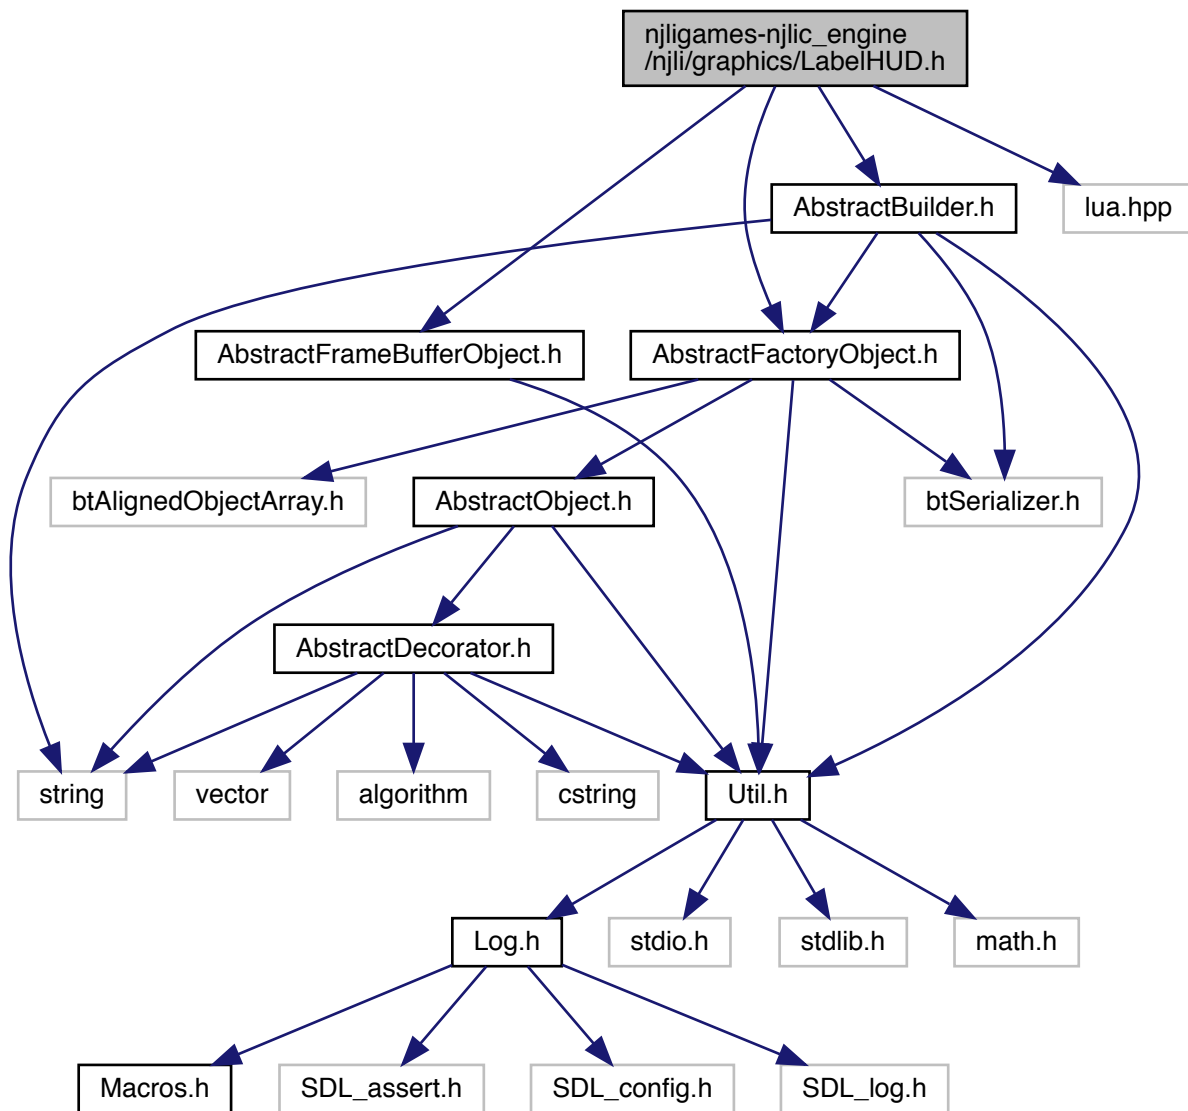 njligames-njlic_engine
/njli/graphics/LabelHUD.h
AbstractBuilder.h
lua.hpp
AbstractFrameBufferObject.h
AbstractFactoryObject.h
btAlignedObjectArray.h
AbstractObject.h
btSerializer.h
AbstractDecorator.h
string
vector
algorithm
cstring
Util.h
Log.h
stdio.h
stdlib.h
math.h
Macros.h
SDL_assert.h
SDL_config.h
SDL_log.h